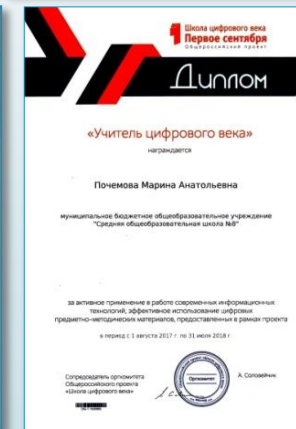 Школа цифрового века
Первое сентября
Общероссийский проект
Диплом
«Учитель цифрового века»
награждается
Почемова Марина Анатольевна
муниципальное бюджетное общеобразовательное учреждение
"Средняя общеобразовательная школа №8"
за активное применение в работе современных информационных
технологий, эффективное использование цифровых
предметно-методических материалов, предоставленных в рамках проекта
в период с 1 августа 2017 г. по 31 июля 2018 г
Сопредседатель оргкомитета
Общероссийского проекта
«Школа цифрового века»
Оргкомитет
А. Соловейчик